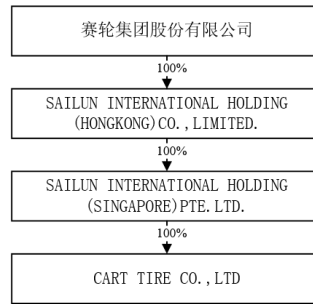 赛轮集团股份有限公司
100%
SAILUN INTERNATIONAL HOLDING
(HONGKONG)CO.,LIMITED.
100%
SAILUN INTERNATIONAL HOLDING
(SINGAPORE)PTE.LTD.
100%
CART TIRE CO.,LTD